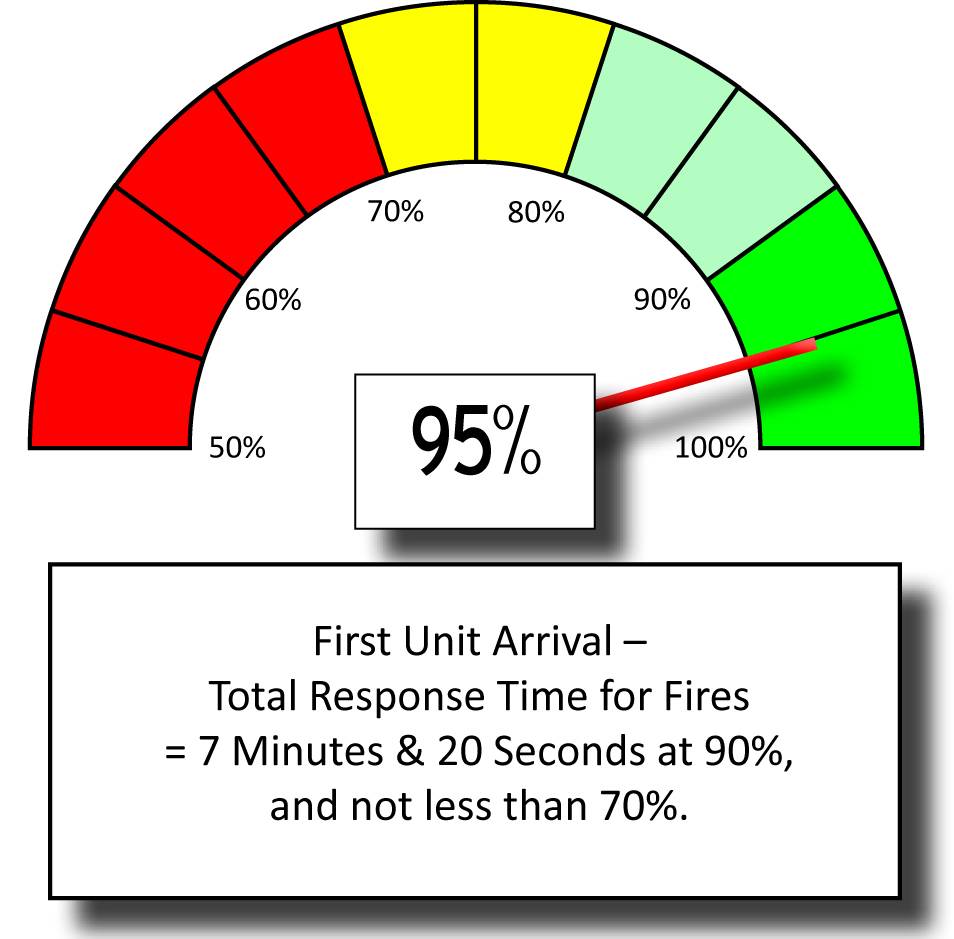 70%
80%
60%
90%
50%
95%
100%
First Unit Arrival –
Total Response Time for Fires
= 7 Minutes & 20 Seconds at 90%,
and not less than 70%.